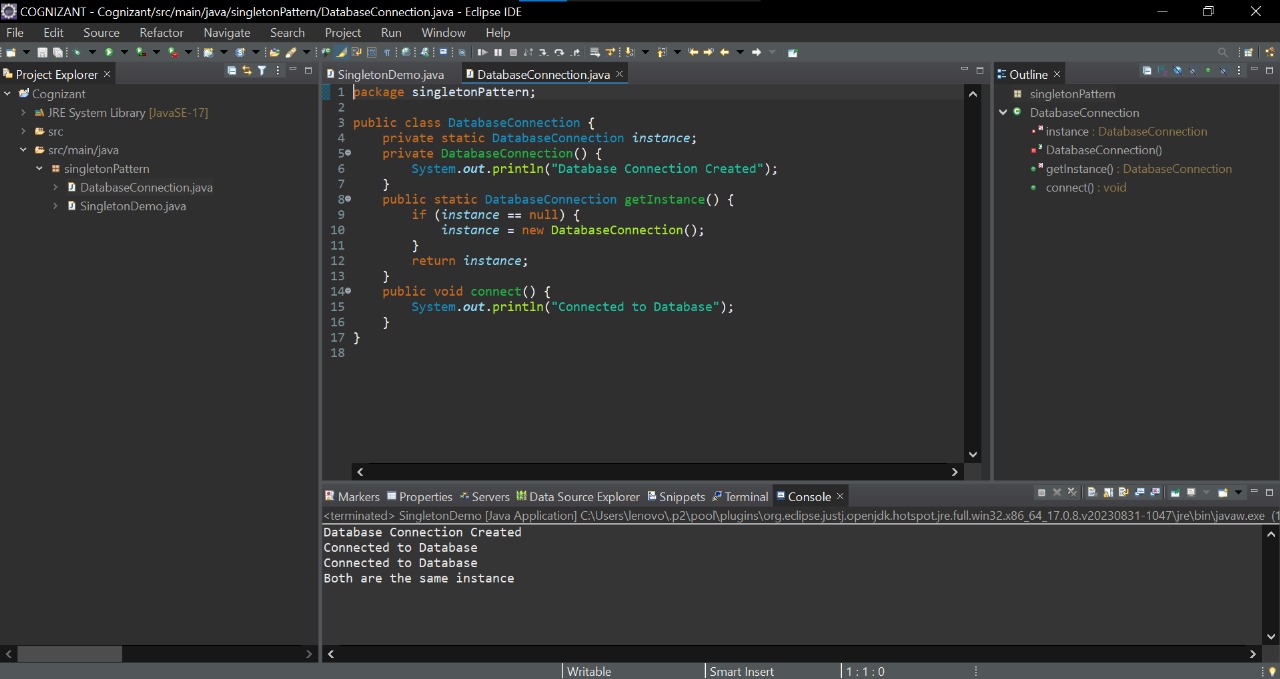 COGNIZANT - Cognizant/src/main/java/singletonPattern/DatabaseConnection.java - Eclipse IDE
File Edit Source Refactor Navigate Search Project Run Window Help
Project Explorer
Cognizant
JRE System Library [JavaSE-17]
src
src/main/java
singletonPattern
DatabaseConnection.java
SingletonDemo.java
SingletonDemo.java DatabaseConnection.java
1 package singletonPattern;
2
3 public class DatabaseConnection {
4     private static DatabaseConnection instance;
5     private DatabaseConnection() {
6         System.out.println("Database Connection Created");
7     }
8     public static DatabaseConnection getInstance() {
9         if (instance == null) {
10             instance = new DatabaseConnection();
11         }
12         return instance;
13     }
14     public void connect() {
15         System.out.println("Connected to Database");
16     }
17 }
18
Outline
singletonPattern
DatabaseConnection
instance : DatabaseConnection
DatabaseConnection()
getInstance() : DatabaseConnection
connect() : void
Markers Properties Servers Data Source Explorer Snippets Terminal Console
<terminated> SingletonDemo [Java Application] C:\Users\lenovo\.p2\pool\plugins\org.eclipse.justj.openjdk.hotspot.jre.full.win32.x86_64_17.0.8.v20230831-1047\jre\bin\javaw.exe (1
Database Connection Created
Connected to Database
Connected to Database
Both are the same instance
Writable Smart Insert 1 : 1 : 0